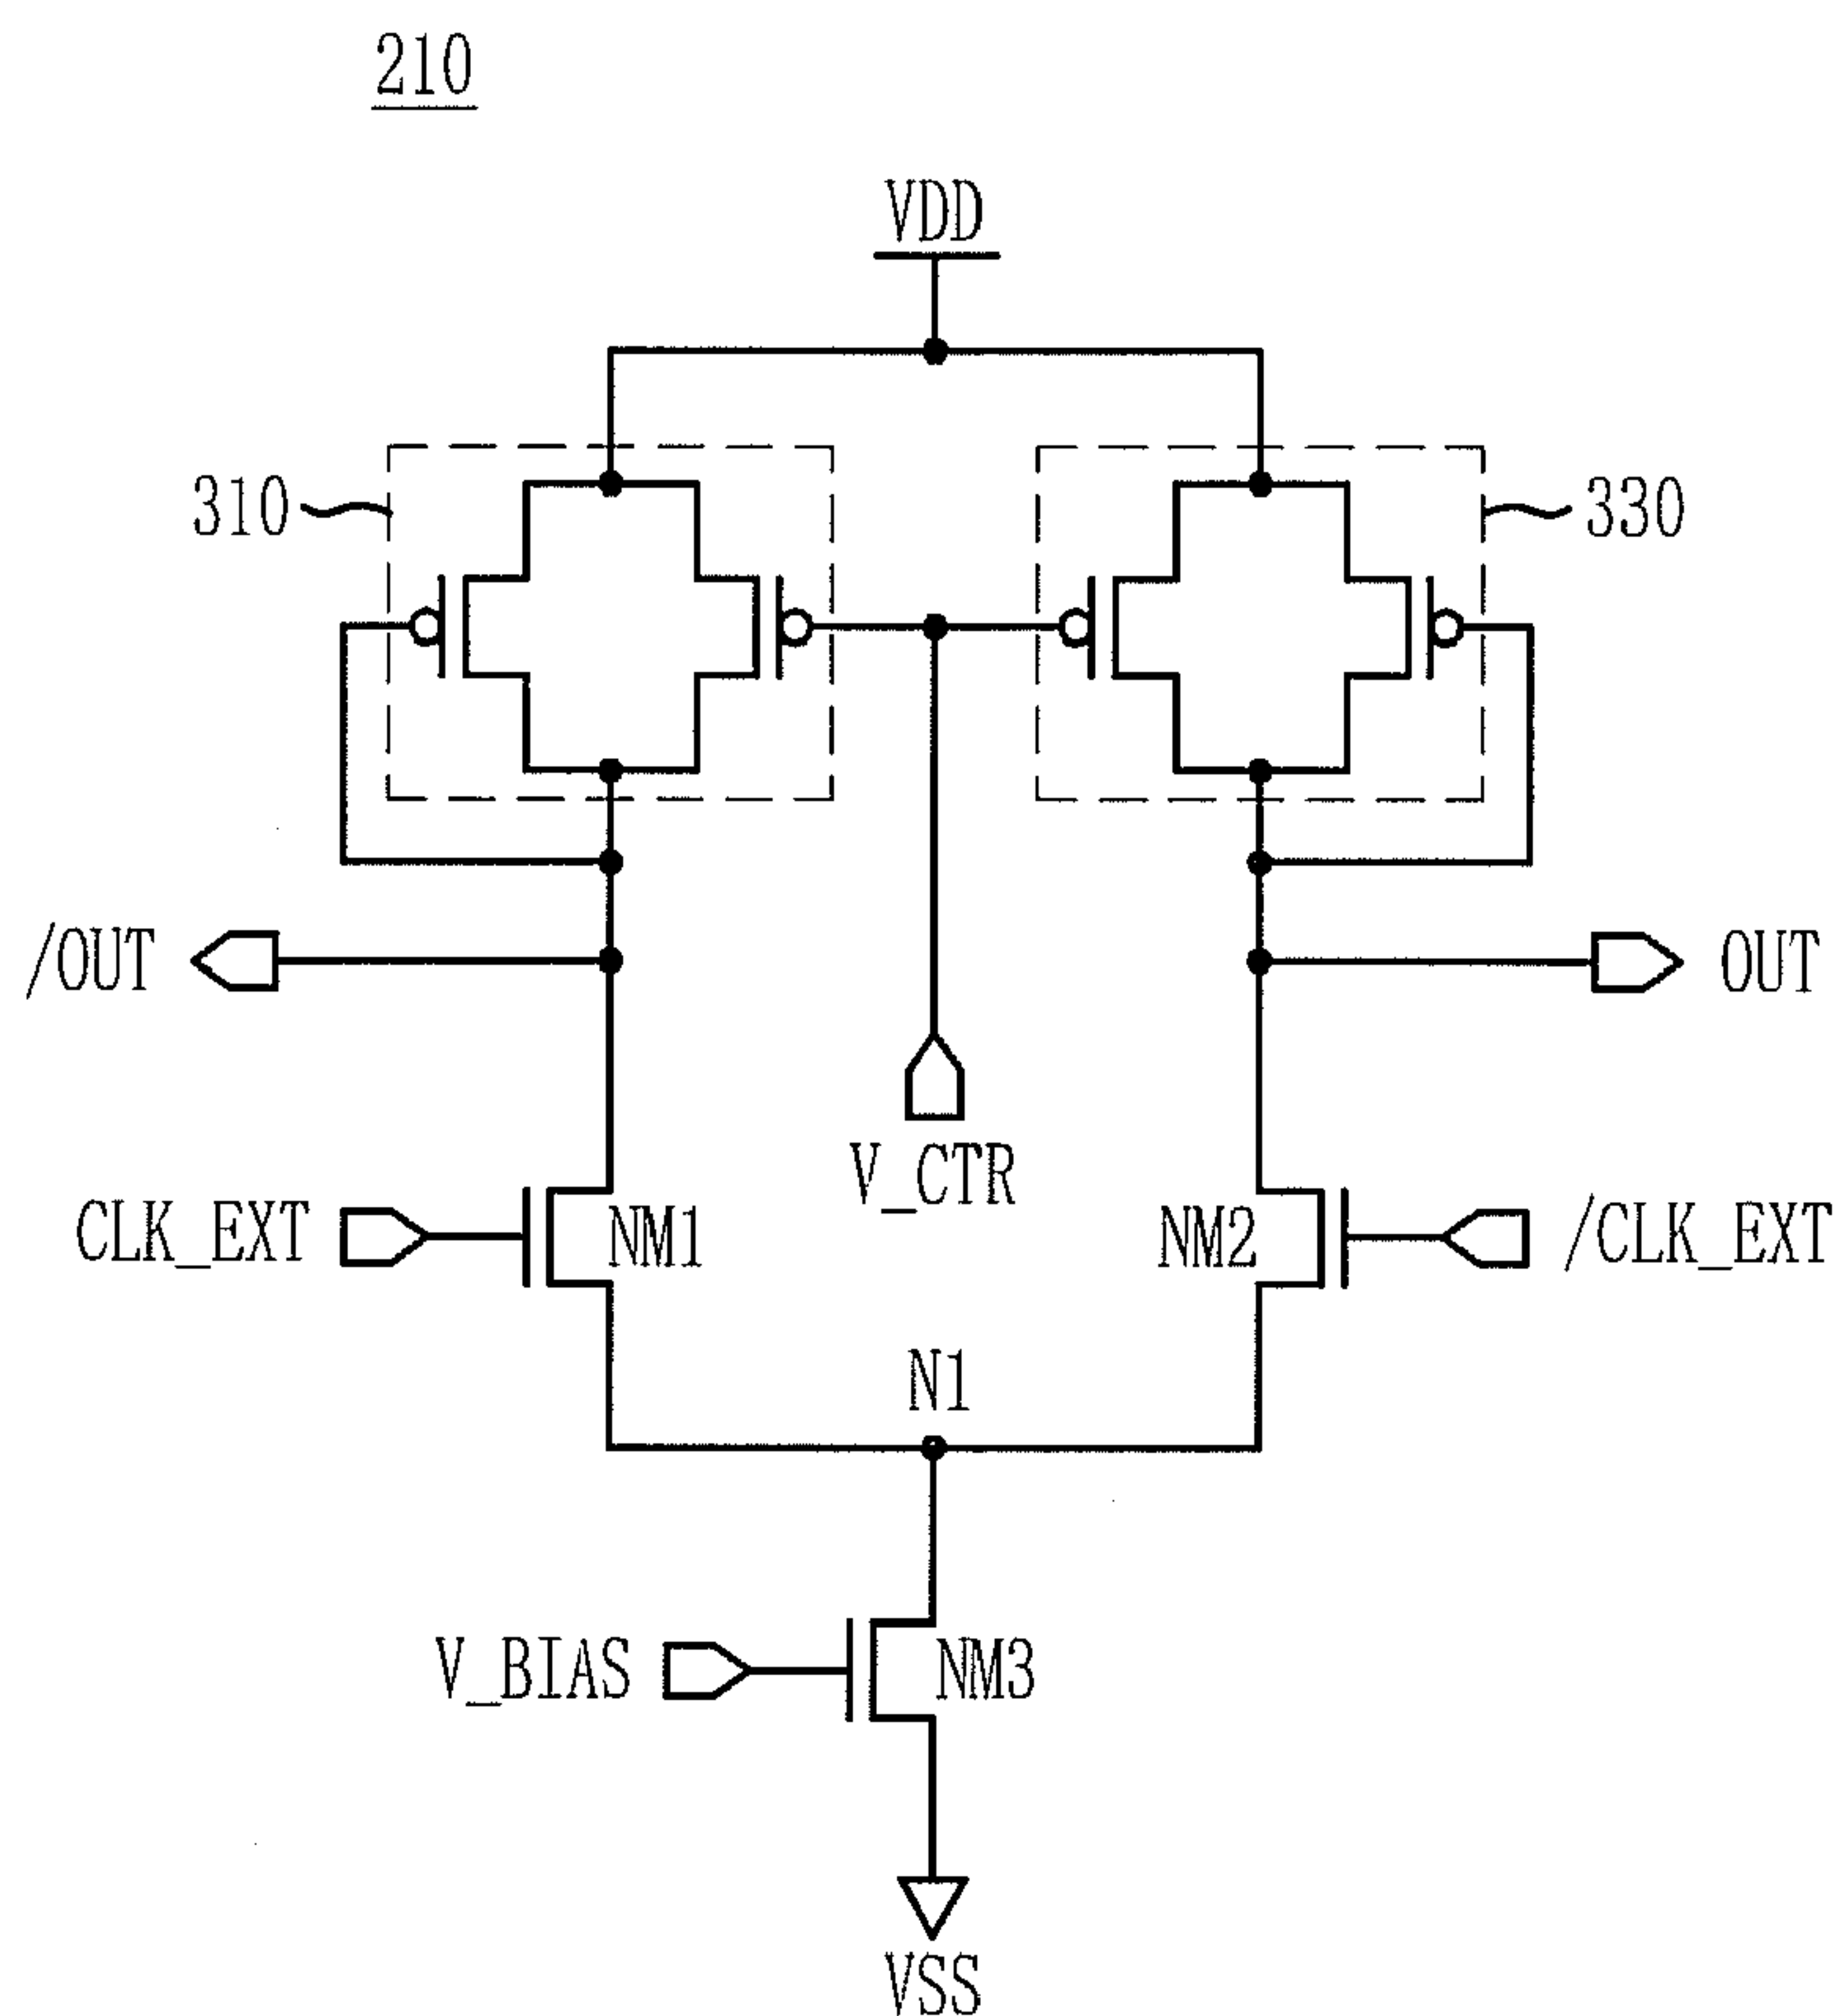 210
VDD
310
330
/OUT
OUT
V_CTR
CLK_EXT
NM1
NM2
/CLK_EXT
N1
V_BIAS
NM3
VSS